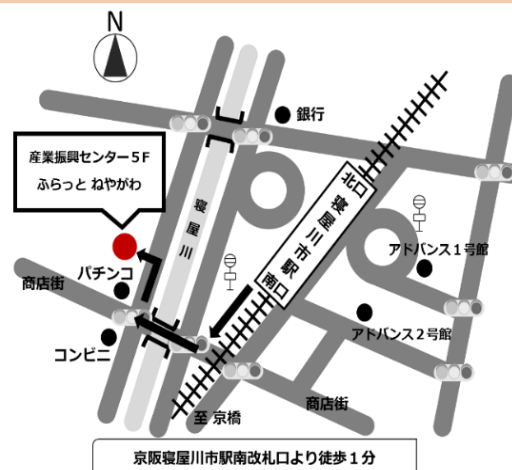 N
銀行
産業振興センター５F
ふらっと ねやがわ
寝屋川
北口
寝屋川市駅
南口
アドバンス１号館
パチンコ
商店街
アドバンス２号館
コンビニ
商店街
至 京橋
京阪寝屋川市駅南改札口より徒歩１分